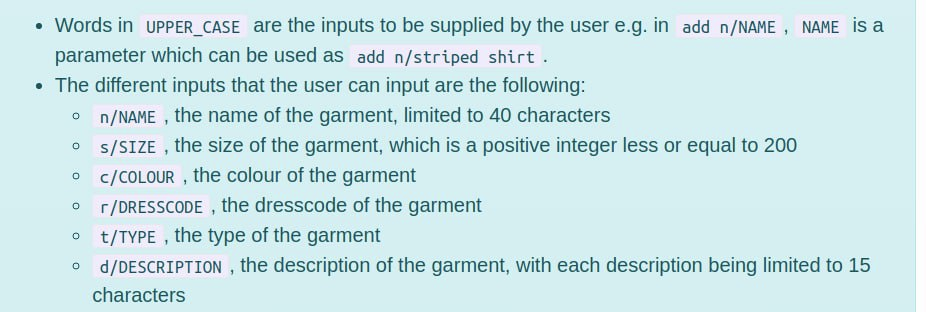 Words in UPPER_CASE are the inputs to be supplied by the user e.g. in add n/NAME , NAME is a
parameter which can be used as add n/striped shirt .
The different inputs that the user can input are the following:
n/NAME , the name of the garment, limited to 40 characters
s/SIZE , the size of the garment, which is a positive integer less or equal to 200
c/COLOUR , the colour of the garment
r/DRESSCODE , the dresscode of the garment
t/TYPE , the type of the garment
d/DESCRIPTION , the description of the garment, with each description being limited to 15
characters